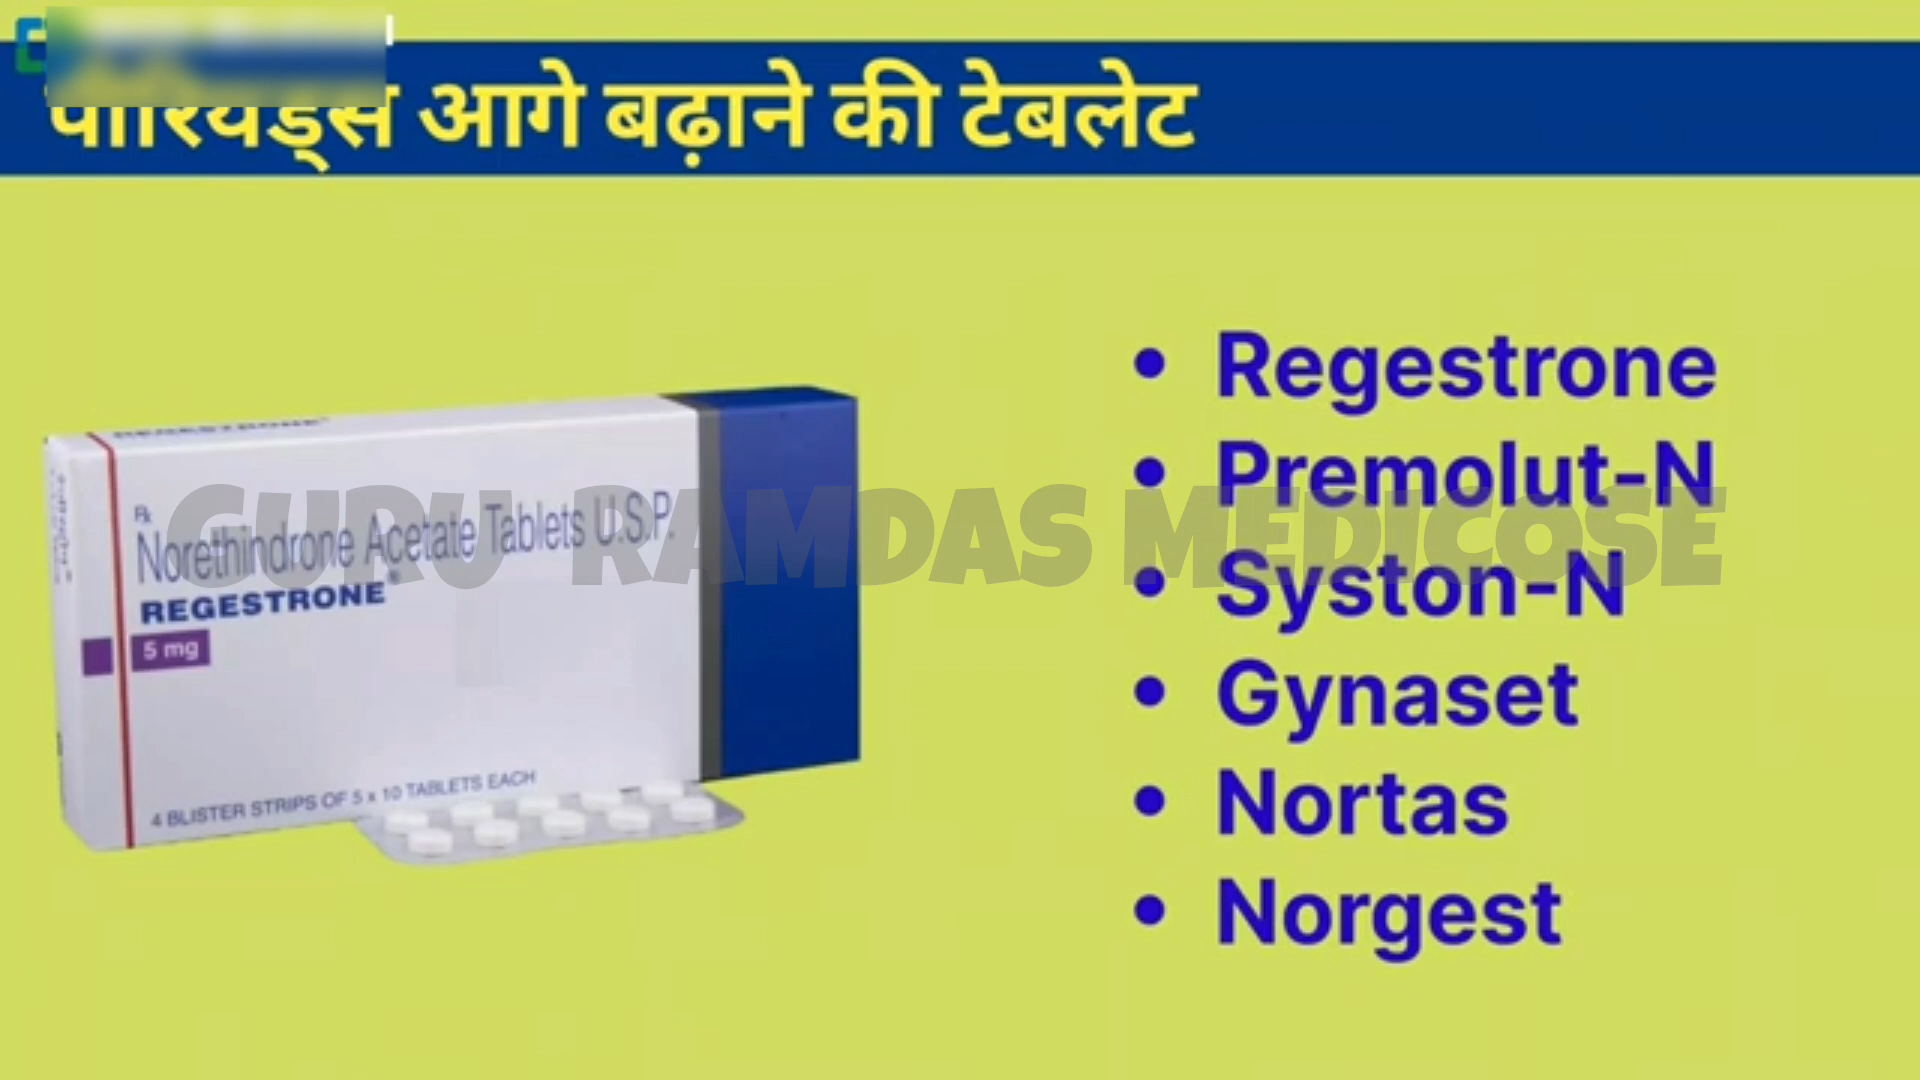 पीरियड्स आगे बढ़ाने की टेबलेट
Rx
Norethindrone Acetate Tablets U.S.P.
REGESTRONE®
5 mg
4 BLISTER STRIPS OF 5 x 10 TABLETS EACH
GURU RAMDAS MEDICOSE
• Regestrone
• Premolut-N
• Syston-N
• Gynaset
• Nortas
• Norgest